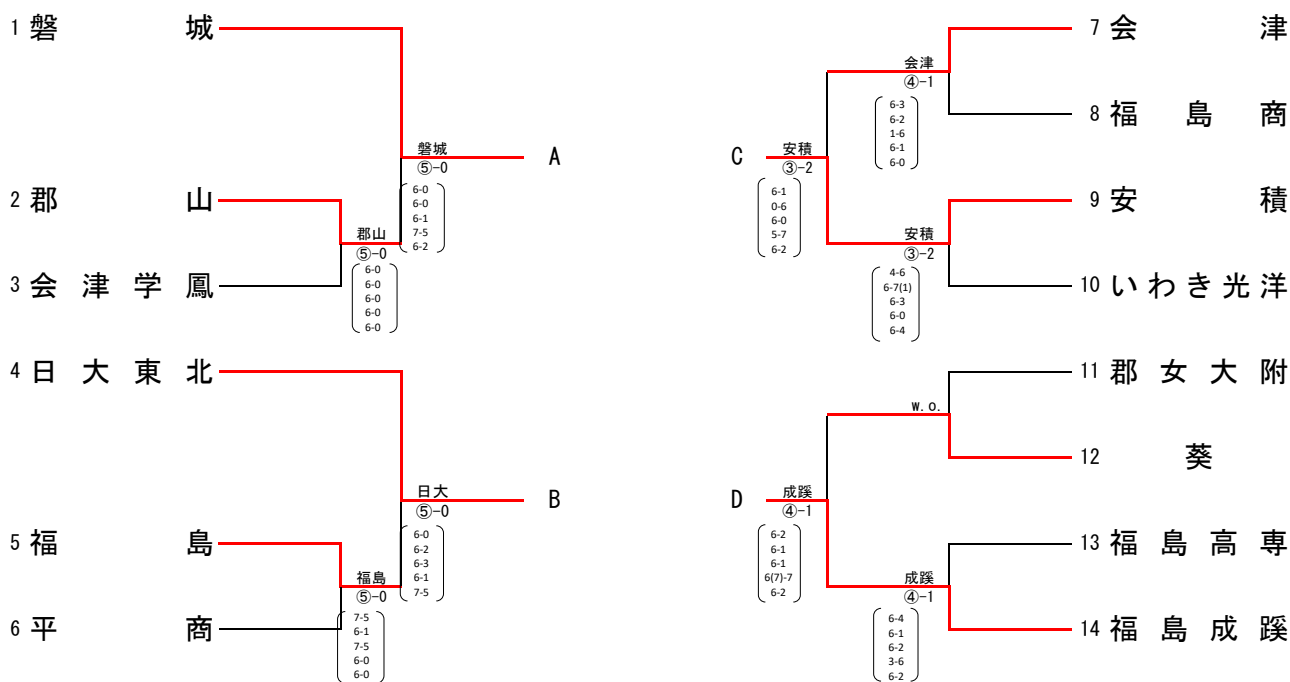 1 磐城
磐城
⑤-0
A
6-0
6-0
6-1
7-5
6-2
2 郡山
郡山
⑤-0
6-0
6-0
6-0
6-0
6-0
3 会津学鳳
4 日大東北
日大
⑤-0
B
6-0
6-2
6-3
6-1
7-5
5 福島
福島
⑤-0
7-5
6-1
7-5
6-0
6-0
6 平商
7 会津
会津
④-1
6-3
6-2
1-6
6-1
6-0
8 福島商
C
安積
③-2
6-1
0-6
6-0
5-7
6-2
9 安積
安積
③-2
4-6
6-7(1)
6-3
6-0
6-4
10 いわき光洋
11 郡女大附
W.O.
12 葵
D
成蹊
④-1
6-2
6-1
6-1
6(7)-7
6-2
13 福島高専
成蹊
④-1
6-4
6-1
6-2
3-6
6-2
14 福島成蹊